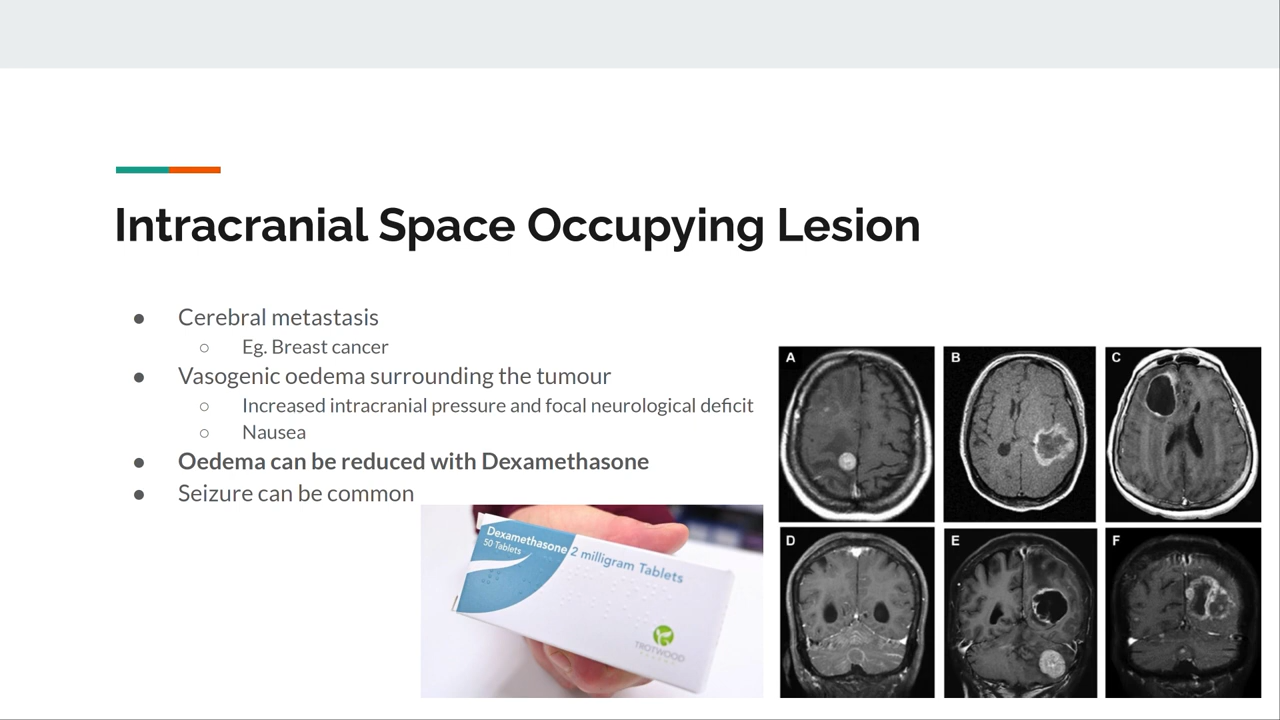 Intracranial Space Occupying Lesion
● Cerebral metastasis
○ Eg. Breast cancer
● Vasogenic oedema surrounding the tumour
○ Increased intracranial pressure and focal neurological deficit
○ Nausea
● Oedema can be reduced with Dexamethasone
● Seizure can be common
Dexamethasone 2 milligram Tablets
50 Tablets
TROTWOOD
A
B
C
D
E
F